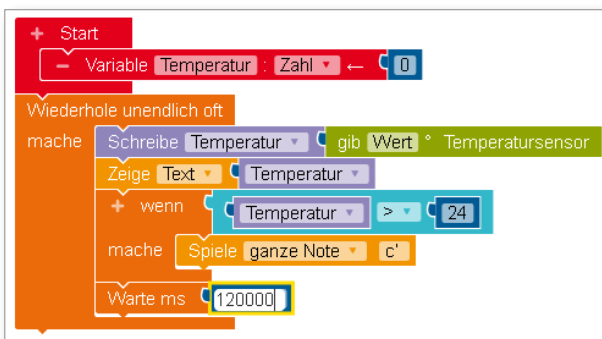 + Start
– Variable Temperatur : Zahl ← 0
Wiederhole unendlich oft
mache Schreibe Temperatur gib Wert ° Temperatursensor
Zeige Text Temperatur
+ wenn Temperatur > 24
mache Spiele ganze Note c'
Warte ms 120000